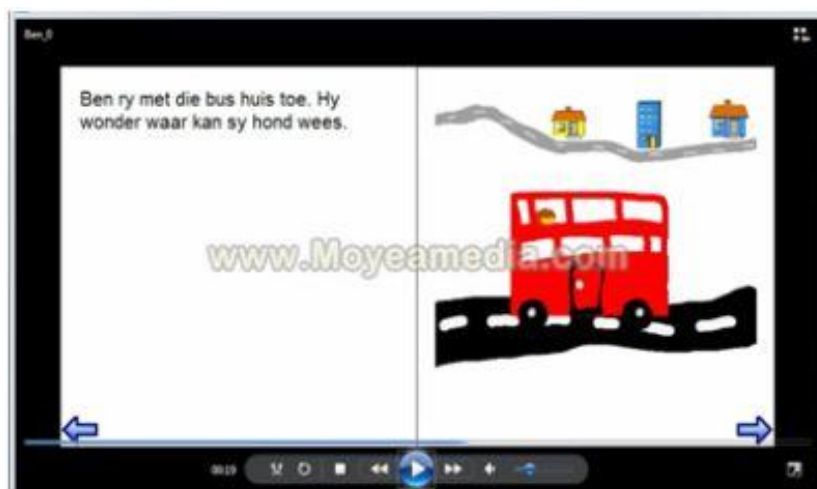 Ben_0
Ben ry met die bus huis toe. Hy
wonder waar kan sy hond wees.
www.Moyeamedia.com
00:19